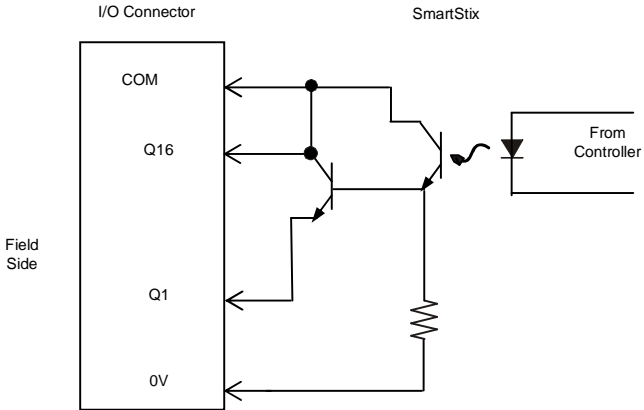 I/O Connector
SmartStix
COM
Q16
From
Controller
Field
Side
Q1
0V